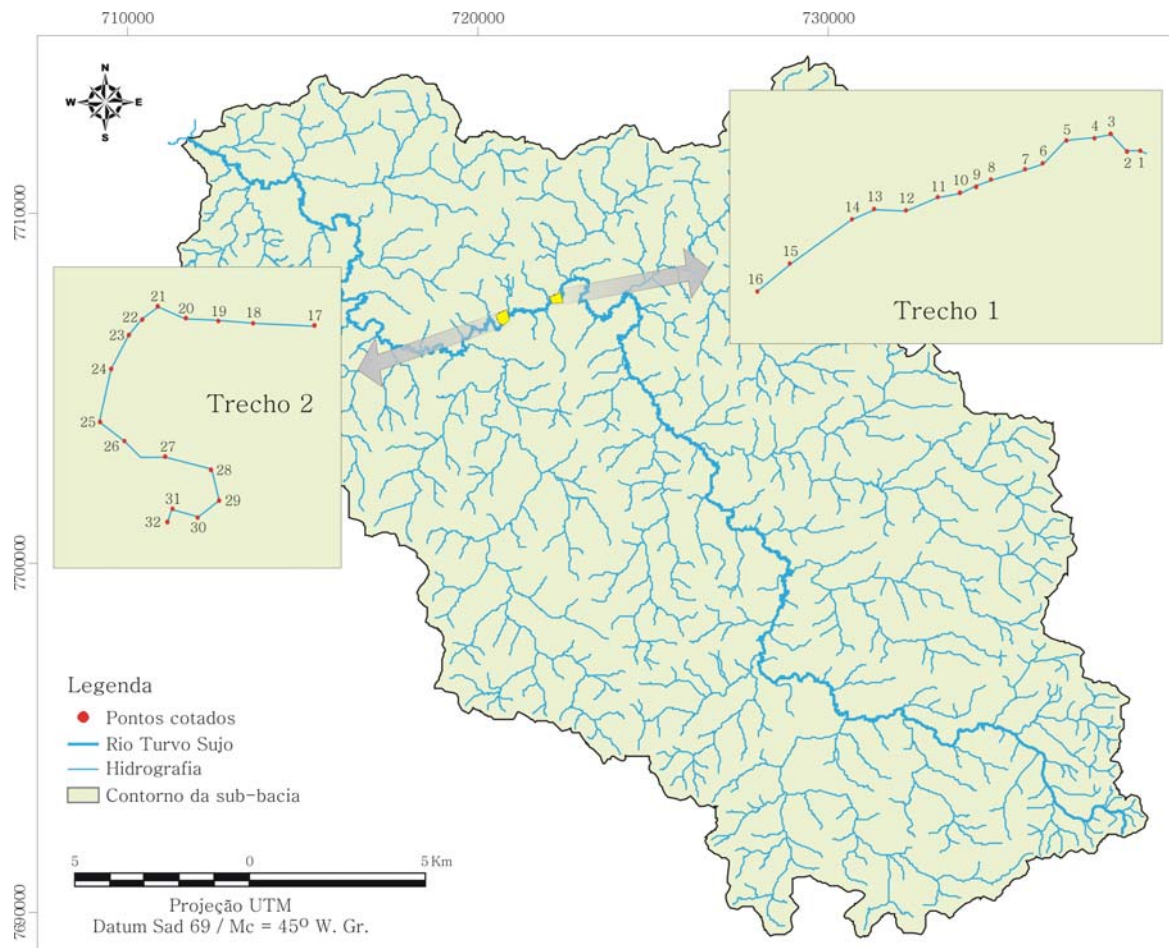 710000 720000 730000
N
W E
S
7710000
7700000
7690000
5 4 3
2 1
6
7
8
9
10
11
12
13
14
15
16
Trecho 1
21
20 19 18 17
22
23
24
Trecho 2
25
26
27
28
29
31
32
30
Legenda
Pontos cotados
Rio Turvo Sujo
Hidrografia
Contorno da sub-bacia
5 0 5 Km
Projeção UTM
Datum Sad 69 / Mc = 45º W. Gr.